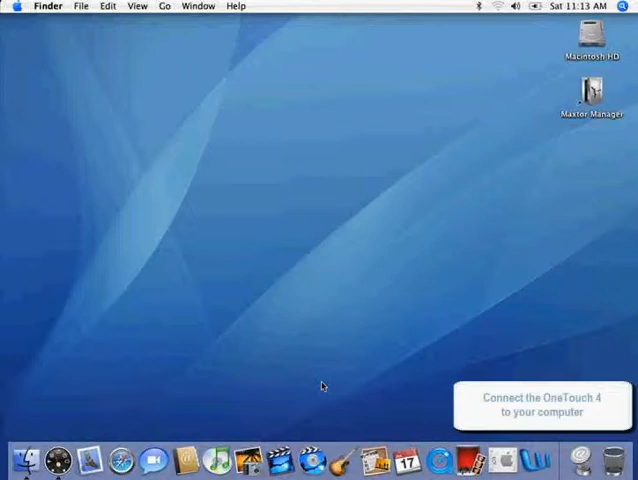 Finder File Edit View Go Window Help Sat 11:13 AM
Macintosh HD
Maxtor Manager
Connect the OneTouch 4
to your computer
17